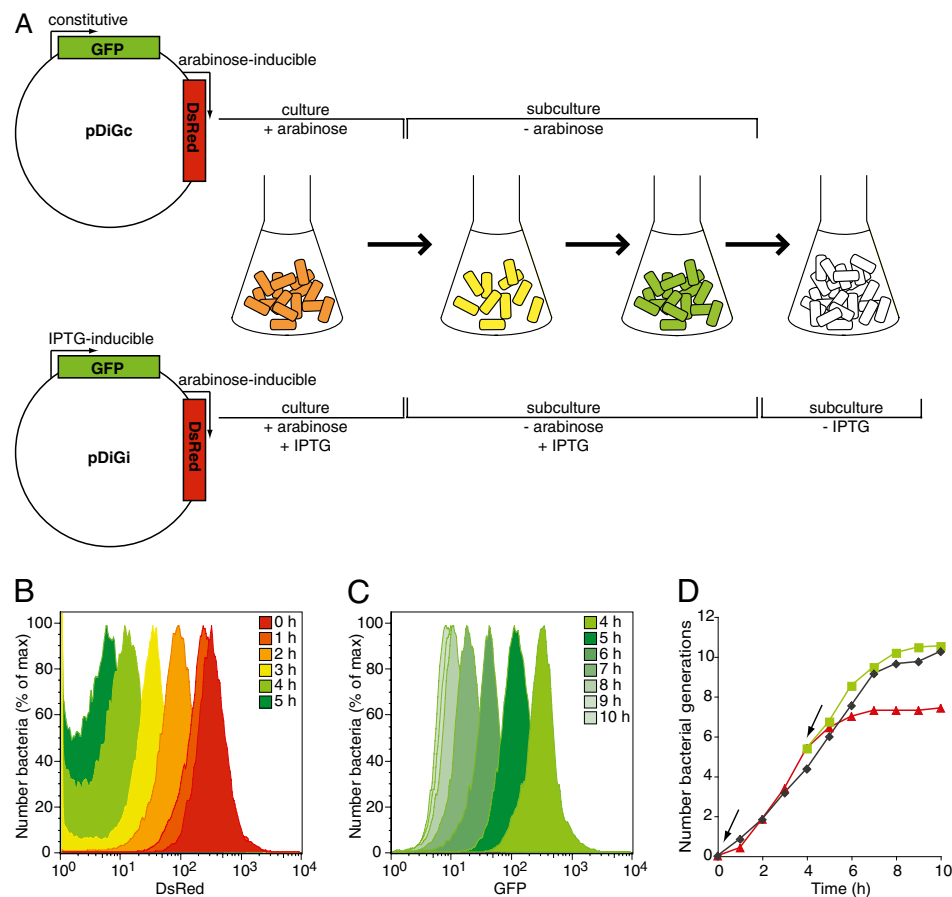 A
constitutive
GFP
arabinose-inducible
DsRed
pDiGc
culture
+ arabinose
subculture
- arabinose
IPTG-inducible
GFP
arabinose-inducible
DsRed
pDiGi
culture
+ arabinose
+ IPTG
subculture
- arabinose
+ IPTG
subculture
- IPTG
B
Number bacteria (% of max)
100
80
60
40
20
0
10⁰ 10¹ 10² 10³ 10⁴
DsRed
0 h
1 h
2 h
3 h
4 h
5 h
C
Number bacteria (% of max)
100
80
60
40
20
0
10⁰ 10¹ 10² 10³ 10⁴
GFP
4 h
5 h
6 h
7 h
8 h
9 h
10 h
D
Number bacterial generations
12
10
8
6
4
2
0
0 2 4 6 8 10
Time (h)